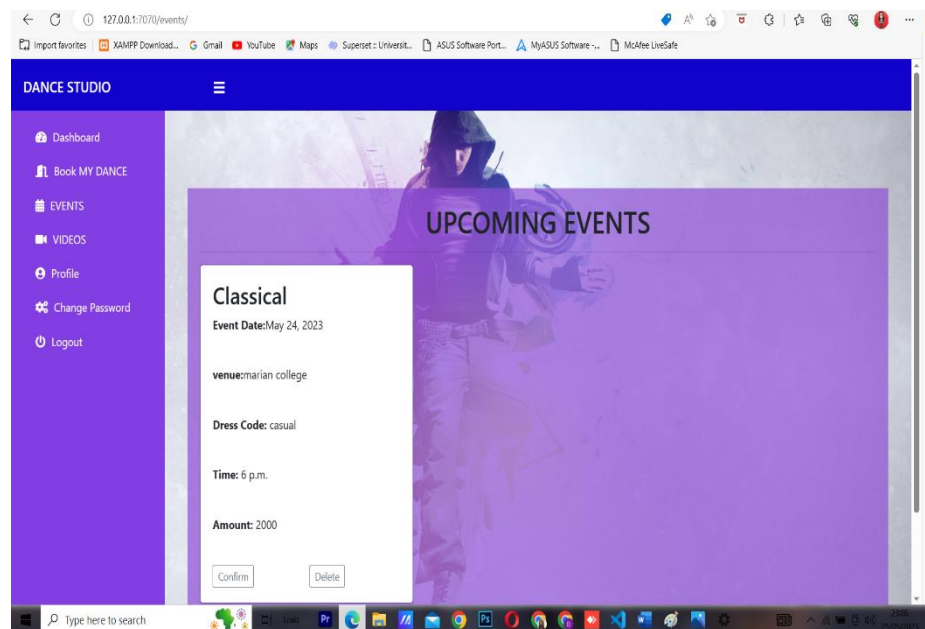 127.0.0.1:7070/events/
Import favorites XAMPP Download... Gmail YouTube Maps Superset :: Universit... ASUS Software Port... MyASUS Software -... McAfee LiveSafe
DANCE STUDIO
Dashboard
Book MY DANCE
EVENTS
VIDEOS
Profile
Change Password
Logout
UPCOMING EVENTS
Classical
Event Date:May 24, 2023
venue:marian college
Dress Code: casual
Time: 6 p.m.
Amount: 2000
Confirm Delete
Type here to search
Links
23:05